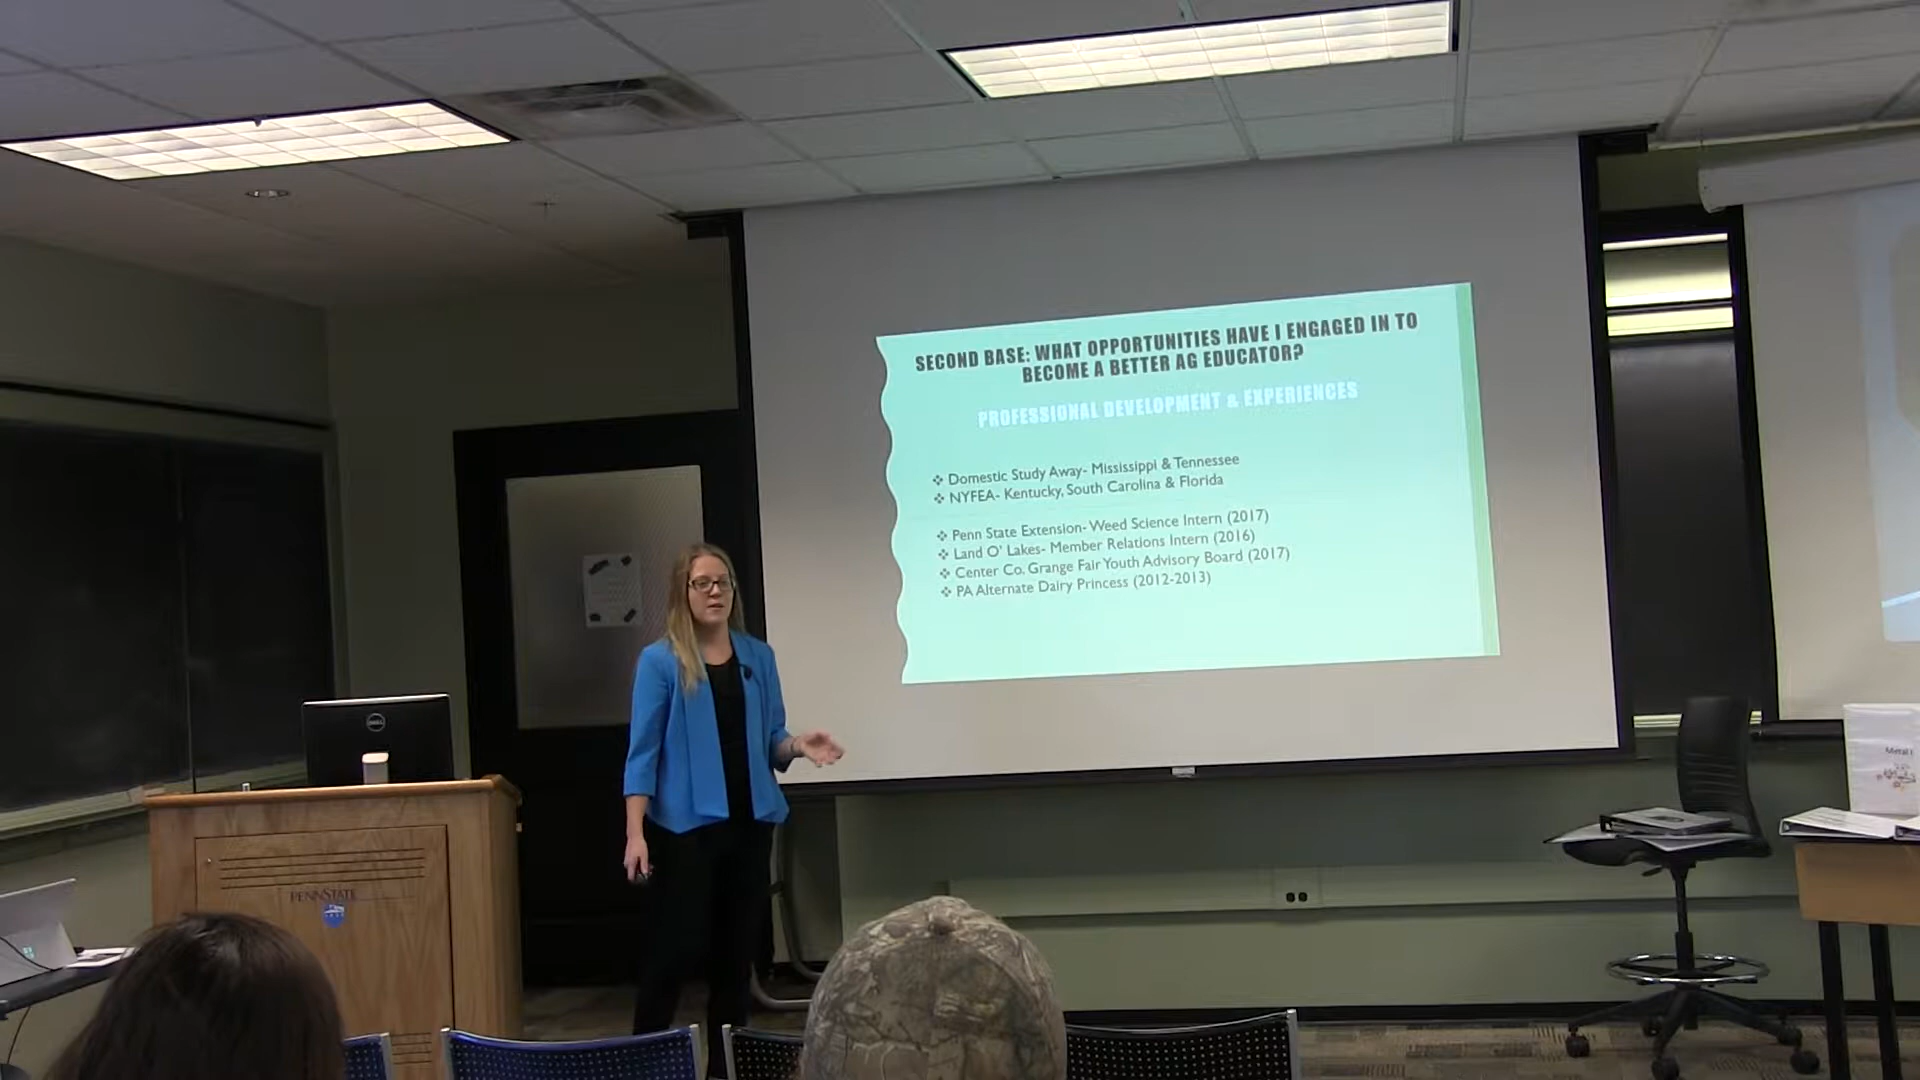 SECOND BASE: WHAT OPPORTUNITIES HAVE I ENGAGED IN TO
BECOME A BETTER AG EDUCATOR?
PROFESSIONAL DEVELOPMENT & EXPERIENCES
❖ Domestic Study Away- Mississippi & Tennessee
❖ NYFEA- Kentucky, South Carolina & Florida
❖ Penn State Extension- Weed Science Intern (2017)
❖ Land O' Lakes- Member Relations Intern (2016)
❖ Center Co. Grange Fair Youth Advisory Board (2017)
❖ PA Alternate Dairy Princess (2012-2013)
DELL
PENNSTATE
Metal I